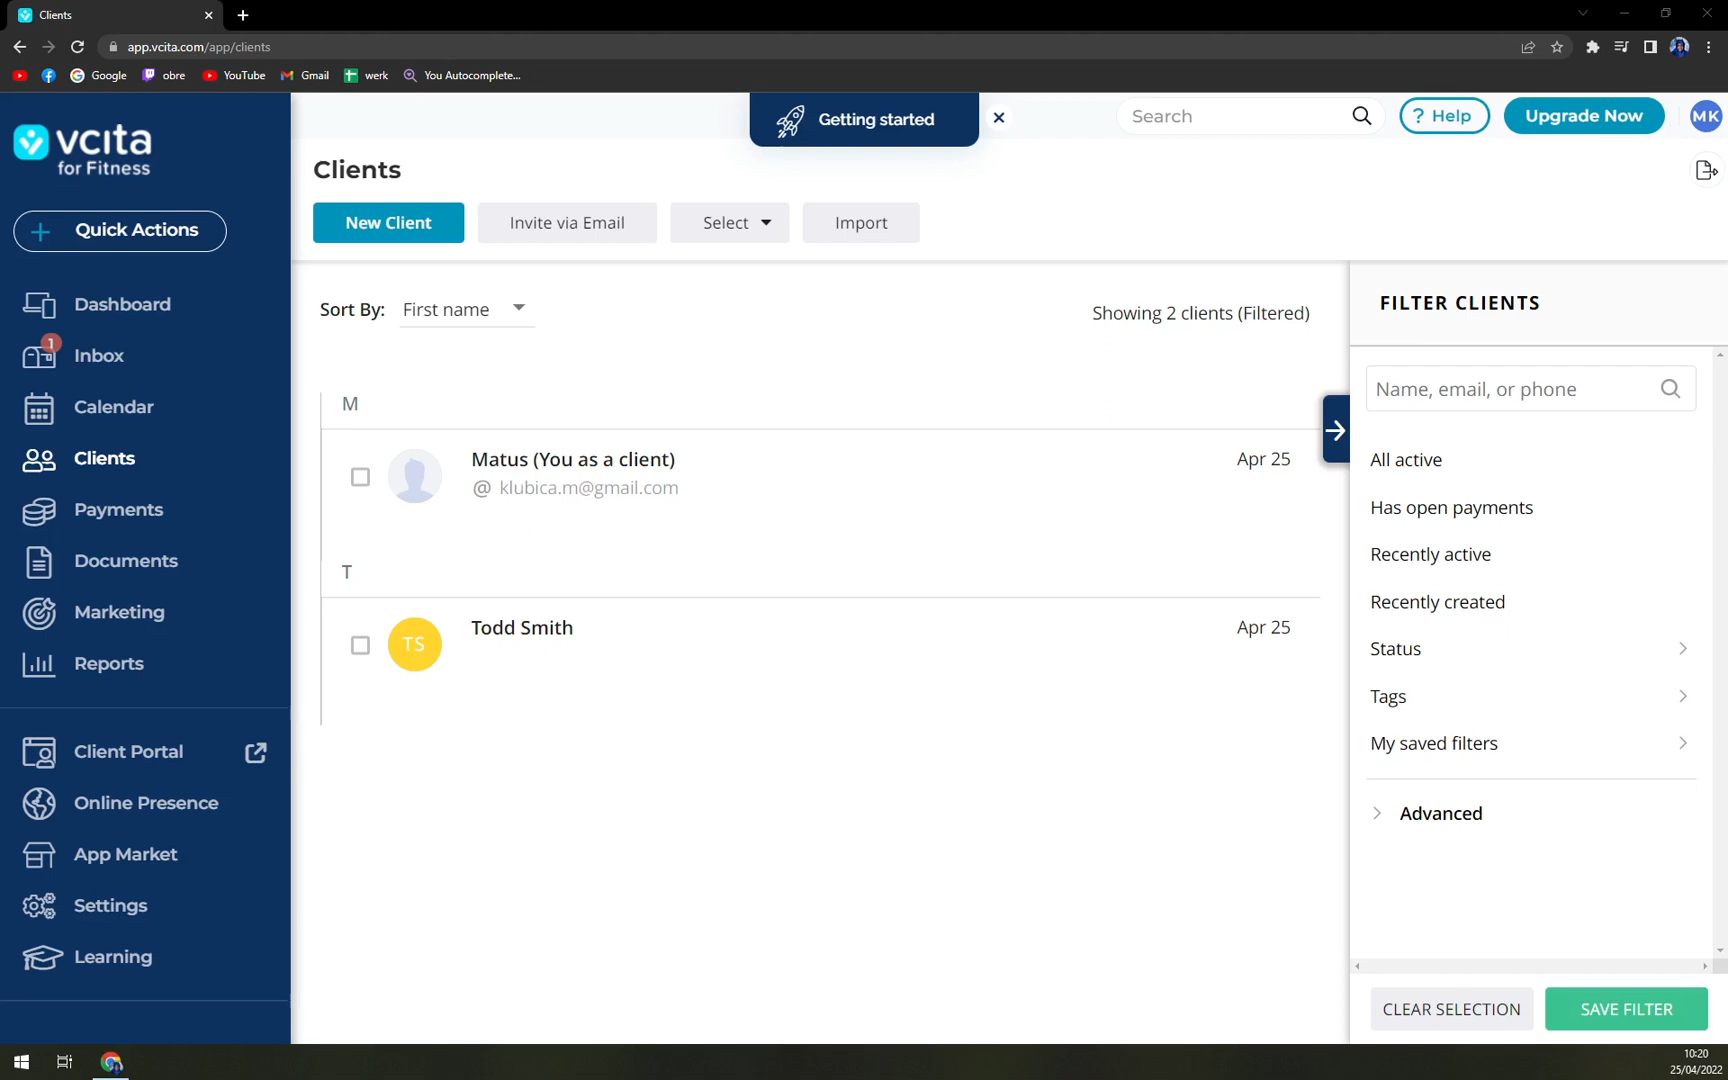 Clients
app.vcita.com/app/clients
Google
obre
YouTube
Gmail
werk
You Autocomplete...
vcita
for Fitness
Quick Actions
Dashboard
1
Inbox
Calendar
Clients
Payments
Documents
Marketing
Reports
Client Portal
Online Presence
App Market
Settings
Learning
Getting started
Search
? Help
Upgrade Now
MK
Clients
New Client
Invite via Email
Select
Import
Sort By: First name
Showing 2 clients (Filtered)
M
Matus (You as a client)
Apr 25
@ klubica.m@gmail.com
T
TS
Todd Smith
Apr 25
FILTER CLIENTS
Name, email, or phone
All active
Has open payments
Recently active
Recently created
Status
Tags
My saved filters
Advanced
CLEAR SELECTION
SAVE FILTER
10:20
25/04/2022